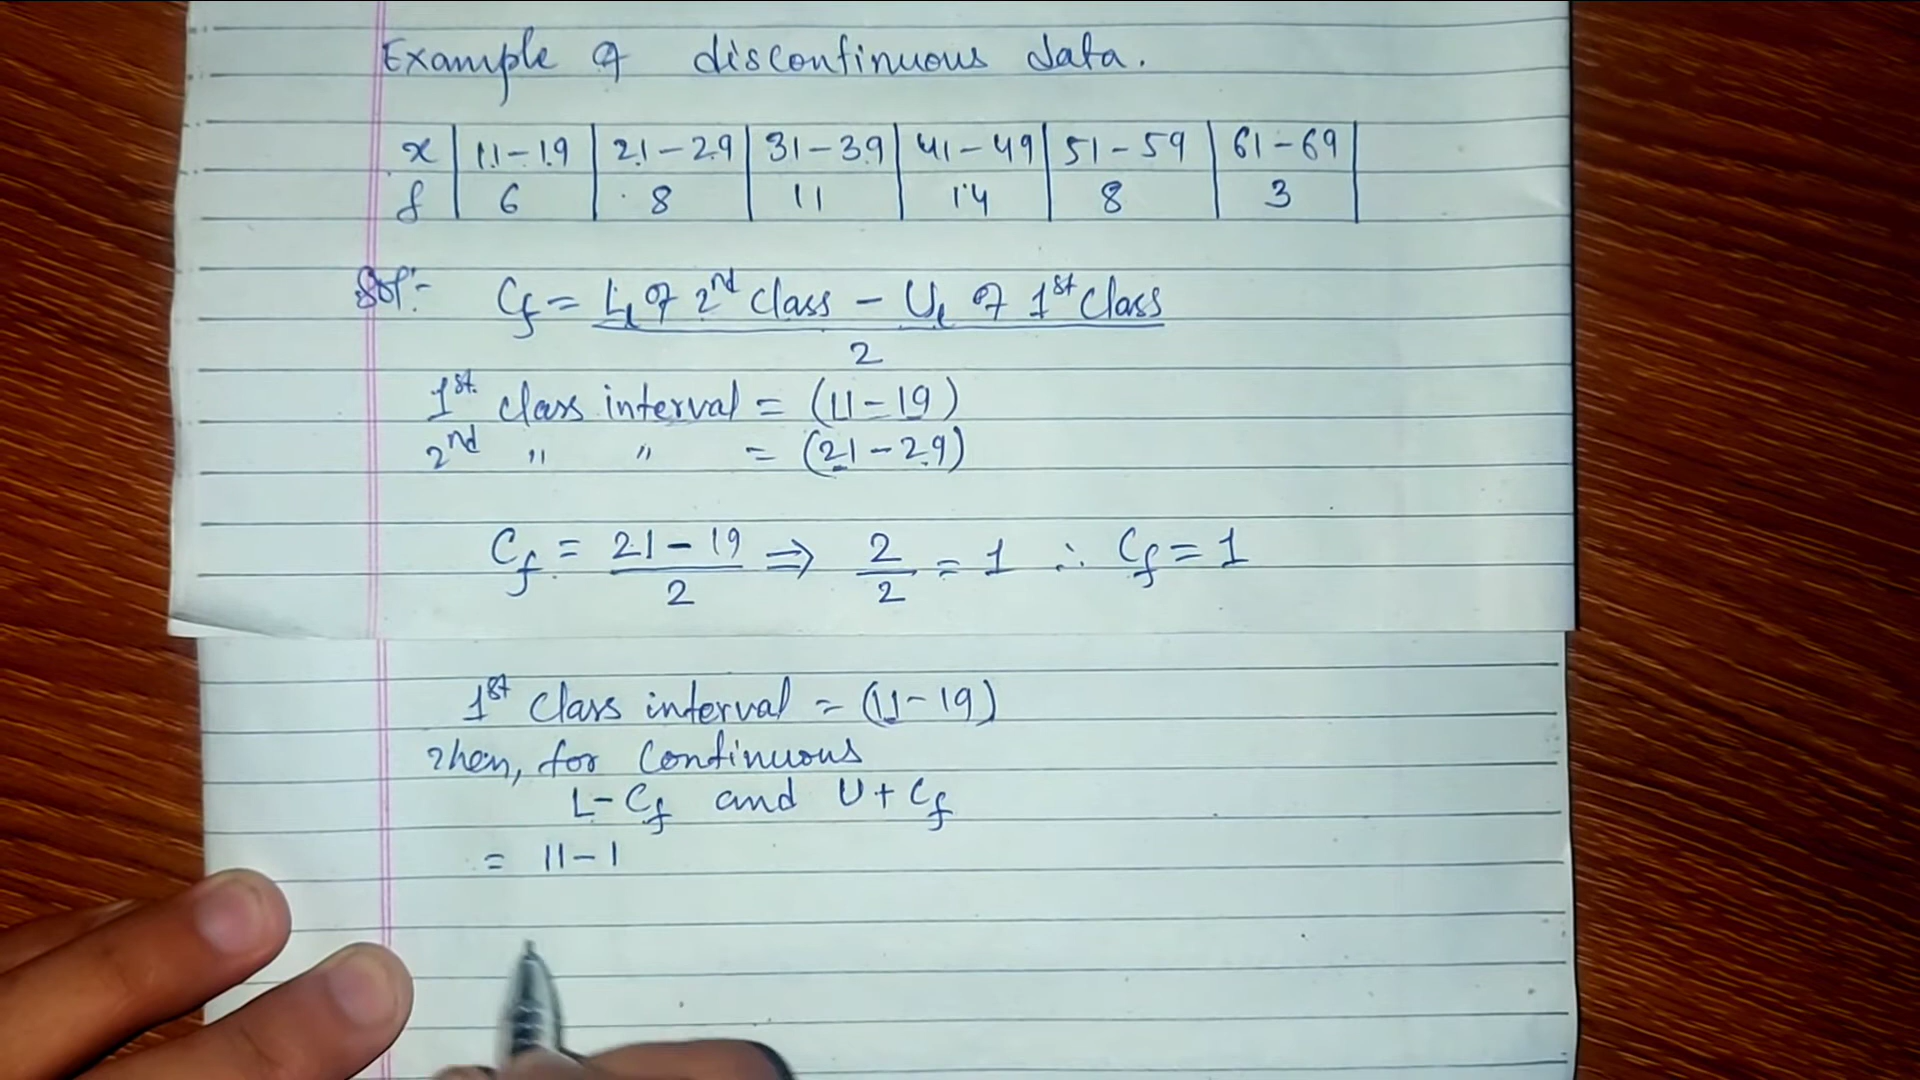 Example of discontinuous data.
x | 11-19 | 21-29 | 31-39 | 41-49 | 51-59 | 61-69 |
f | 6 | 8 | 11 | 14 | 8 | 3 |
Sol:- Cf = Ll of 2nd class - Ul of 1st class
2
1st class interval = (11-19)
2nd " " = (21-29)
Cf = 21-19 / 2 ⇒ 2 / 2 = 1 ∴ Cf = 1
1st class interval = (11-19)
Then, for continuous
L-Cf and U+Cf
= 11-1